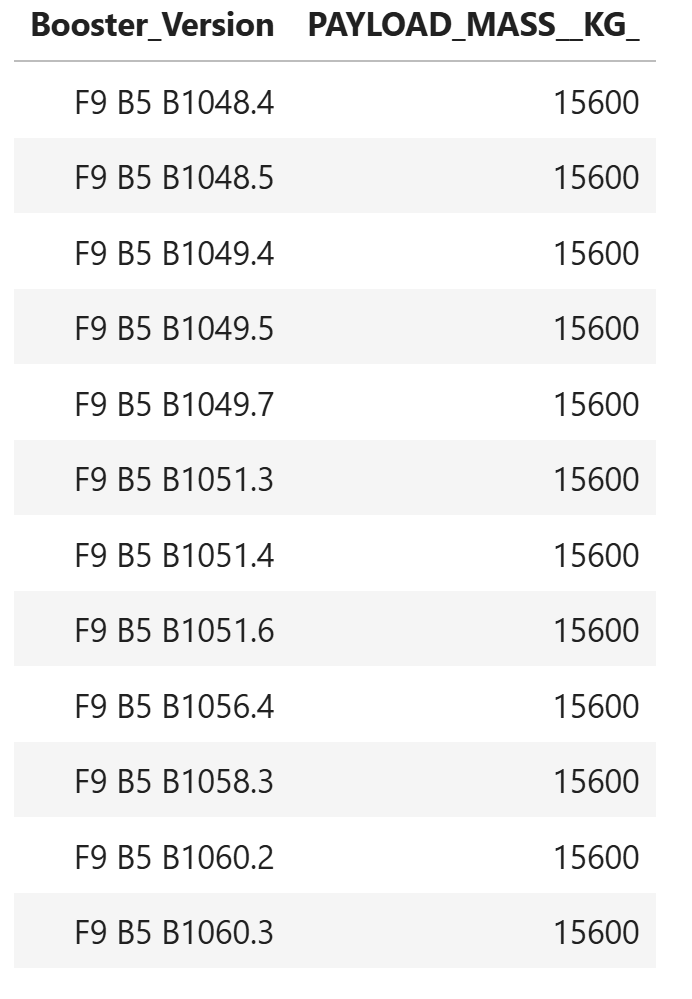 Booster_Version PAYLOAD_MASS__KG_
F9 B5 B1048.4 15600
F9 B5 B1048.5 15600
F9 B5 B1049.4 15600
F9 B5 B1049.5 15600
F9 B5 B1049.7 15600
F9 B5 B1051.3 15600
F9 B5 B1051.4 15600
F9 B5 B1051.6 15600
F9 B5 B1056.4 15600
F9 B5 B1058.3 15600
F9 B5 B1060.2 15600
F9 B5 B1060.3 15600